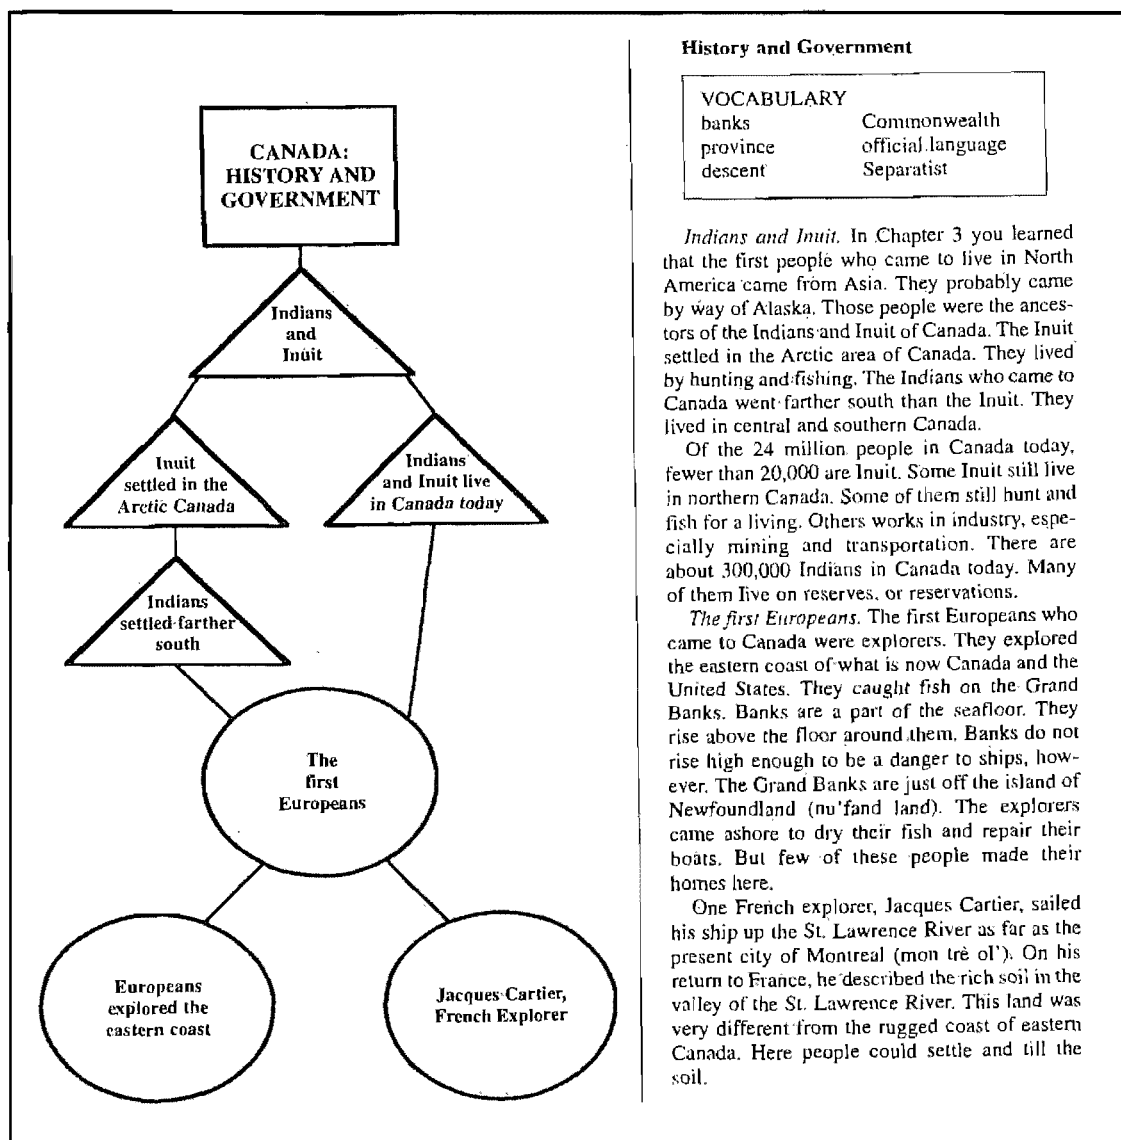 CANADA:
HISTORY AND
GOVERNMENT
Indians
and
Inuit
Inuit
settled in the
Arctic Canada
Indians
and Inuit live
in Canada today
Indians
settled farther
south
The
first
Europeans
Europeans
explored the
eastern coast
Jacques Cartier,
French Explorer
History and Government
VOCABULARY
banks Commonwealth
province official language
descent Separatist
Indians and Inuit. In Chapter 3 you learned
that the first people who came to live in North
America came from Asia. They probably came
by way of Alaska. Those people were the ances-
tors of the Indians and Inuit of Canada. The Inuit
settled in the Arctic area of Canada. They lived
by hunting and fishing. The Indians who came to
Canada went farther south than the Inuit. They
lived in central and southern Canada.
Of the 24 million people in Canada today,
fewer than 20,000 are Inuit. Some Inuit still live
in northern Canada. Some of them still hunt and
fish for a living. Others works in industry, espe-
cially mining and transportation. There are
about 300,000 Indians in Canada today. Many
of them live on reserves, or reservations.
The first Europeans. The first Europeans who
came to Canada were explorers. They explored
the eastern coast of what is now Canada and the
United States. They caught fish on the Grand
Banks. Banks are a part of the seafloor. They
rise above the floor around them. Banks do not
rise high enough to be a danger to ships, how-
ever. The Grand Banks are just off the island of
Newfoundland (nu'fand land). The explorers
came ashore to dry their fish and repair their
boats. But few of these people made their
homes here.
One French explorer, Jacques Cartier, sailed
his ship up the St. Lawrence River as far as the
present city of Montreal (mon trè ol'). On his
return to France, he described the rich soil in the
valley of the St. Lawrence River. This land was
very different from the rugged coast of eastern
Canada. Here people could settle and till the
soil.